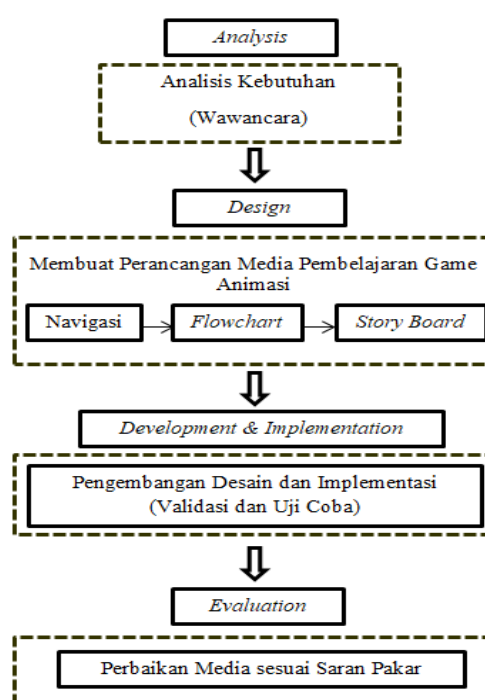 Analysis
Analisis Kebutuhan
(Wawancara)
Design
Membuat Perancangan Media Pembelajaran Game
Animasi
Navigasi
Flowchart
Story Board
Development & Implementation
Pengembangan Desain dan Implementasi
(Validasi dan Uji Coba)
Evaluation
Perbaikan Media sesuai Saran Pakar